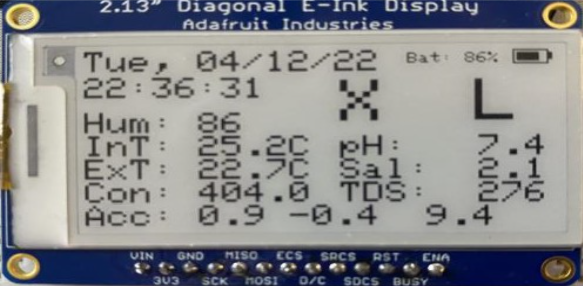 2.13" Diagonal E-Ink Display
Adafruit Industries
Tue, 04/12/22 Bat: 86%
22:36:31 X L
Hum: 86
InT: 25.2C pH: 7.4
ExT: 22.7C Sal: 2.1
Con: 404.0 TDS: 276
Acc: 0.9 -0.4 9.4
VIN GND MISO ECS SRCS RST ENA
3V3 SCK MOSI D/C SDCS BUSY